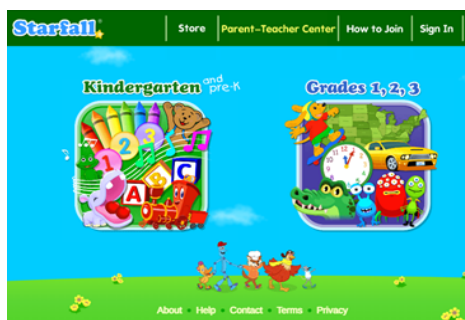 Starfall
Store
Parent-Teacher Center
How to Join
Sign In
Kindergarten and pre-K
Grades 1, 2, 3
1 2 3
A B C
About • Help • Contact • Terms • Privacy